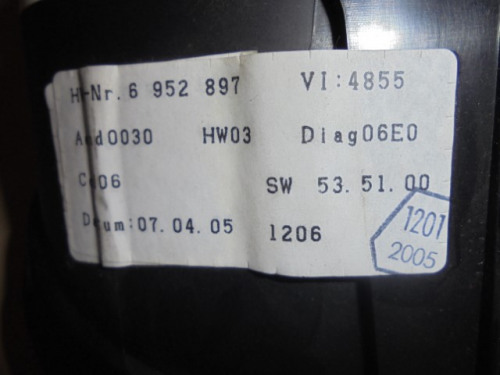 H-Nr. 6 952 897 VI:4855
And0030 HW03 Diag06E0
C 06 SW 53.51.00
D um:07.04.05 1206
1201
2005